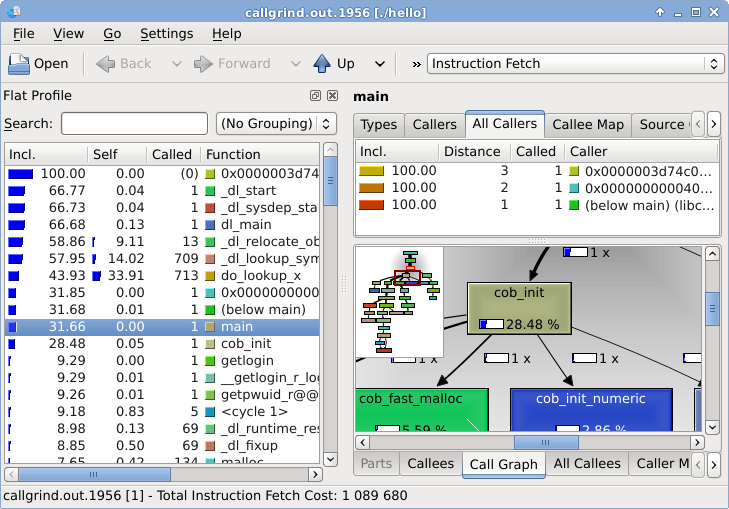 callgrind.out.1956 [./hello]
File View Go Settings Help
Open Back Forward Up » Instruction Fetch
Flat Profile
Search: (No Grouping)
Incl. Self Called Function
100.00 0.00 (0) 0x0000003d74
66.77 0.04 1 _dl_start
66.73 0.04 1 _dl_sysdep_sta
66.68 0.13 1 dl_main
58.86 9.11 13 _dl_relocate_ob
57.95 14.02 709 _dl_lookup_sym
43.93 33.91 713 do_lookup_x
31.85 0.00 1 0x0000000000
31.68 0.01 1 (below main)
31.66 0.00 1 main
28.48 0.05 1 cob_init
9.29 0.00 1 getlogin
9.29 0.01 1 __getlogin_r_lo
9.26 0.01 1 getpwuid_r@@
9.18 0.83 5 <cycle 1>
8.98 0.13 69 _dl_runtime_res
8.85 0.50 69 _dl_fixup
7.65 0.42 134 malloc
main
Types Callers All Callers Callee Map Source
Incl. Distance Called Caller
100.00 3 1 0x0000003d74c0...
100.00 2 1 0x000000000040...
100.00 1 1 (below main) (libc...
1 x
cob_init
28.48 %
1 x 1 x 1 x
cob_fast_malloc cob_init_numeric
5.59 % 2.86 %
Parts Callees Call Graph All Callees Caller M
callgrind.out.1956 [1] - Total Instruction Fetch Cost: 1 089 680